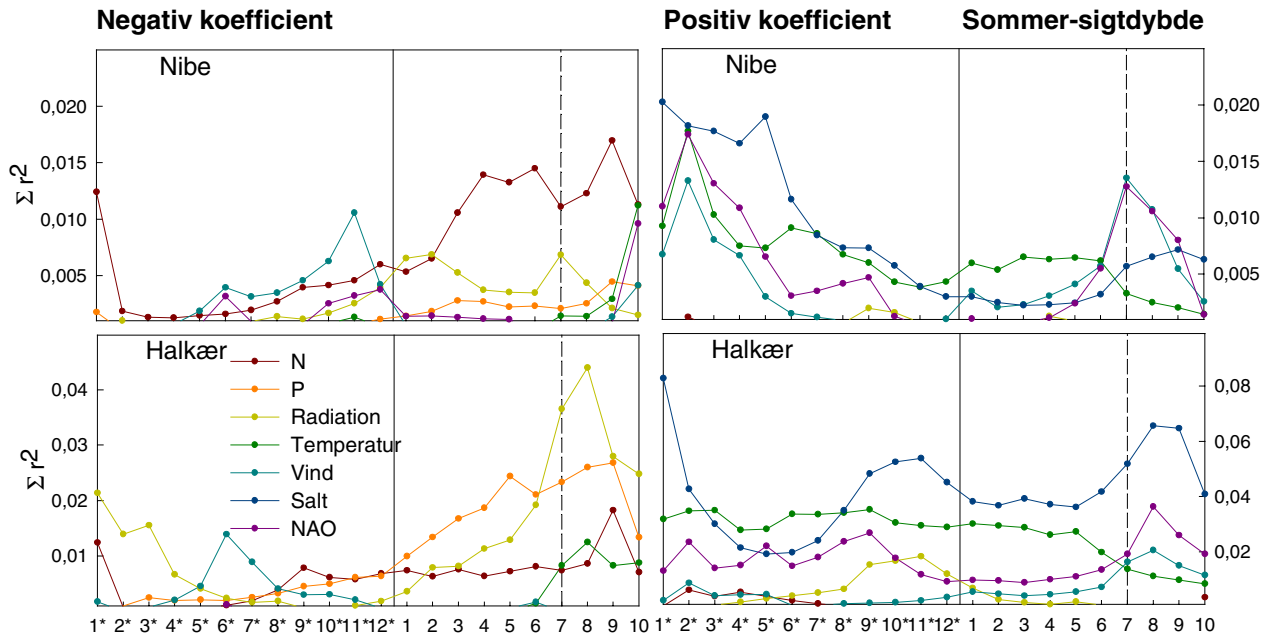 Negativ koefficient
Positiv koefficient
Sommer-sigtdybde
Nibe
Nibe
0,020
0,015
0,010
0,005
Σ r2
0,020
0,015
0,010
0,005
Halkær
Halkær
N
P
Radiation
Temperatur
Vind
Salt
NAO
0,04
0,03
0,02
0,01
Σ r2
0,08
0,06
0,04
0,02
1* 2* 3* 4* 5* 6* 7* 8* 9* 10*11*12* 1 2 3 4 5 6 7 8 9 10
1* 2* 3* 4* 5* 6* 7* 8* 9* 10*11*12* 1 2 3 4 5 6 7 8 9 10